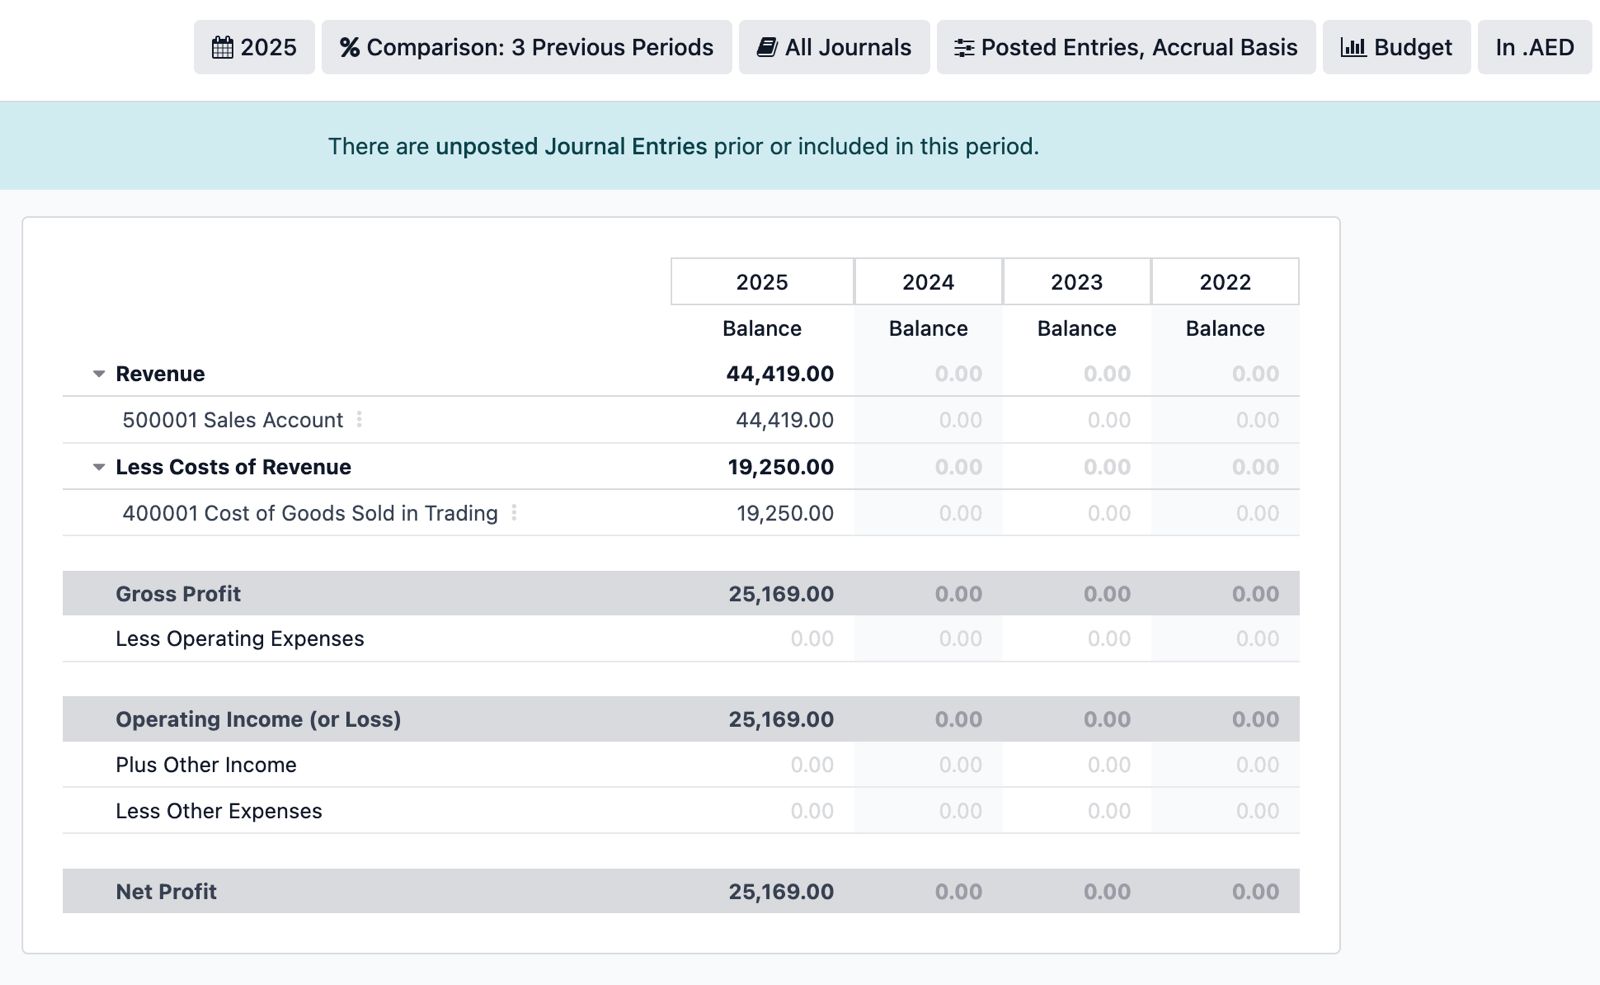 2025 Comparison: 3 Previous Periods All Journals Posted Entries, Accrual Basis Budget In .AED
There are unposted Journal Entries prior or included in this period.
2025 2024 2023 2022
Balance Balance Balance Balance
Revenue 44,419.00 0.00 0.00 0.00
500001 Sales Account 44,419.00 0.00 0.00 0.00
Less Costs of Revenue 19,250.00 0.00 0.00 0.00
400001 Cost of Goods Sold in Trading 19,250.00 0.00 0.00 0.00
Gross Profit 25,169.00 0.00 0.00 0.00
Less Operating Expenses 0.00 0.00 0.00 0.00
Operating Income (or Loss) 25,169.00 0.00 0.00 0.00
Plus Other Income 0.00 0.00 0.00 0.00
Less Other Expenses 0.00 0.00 0.00 0.00
Net Profit 25,169.00 0.00 0.00 0.00